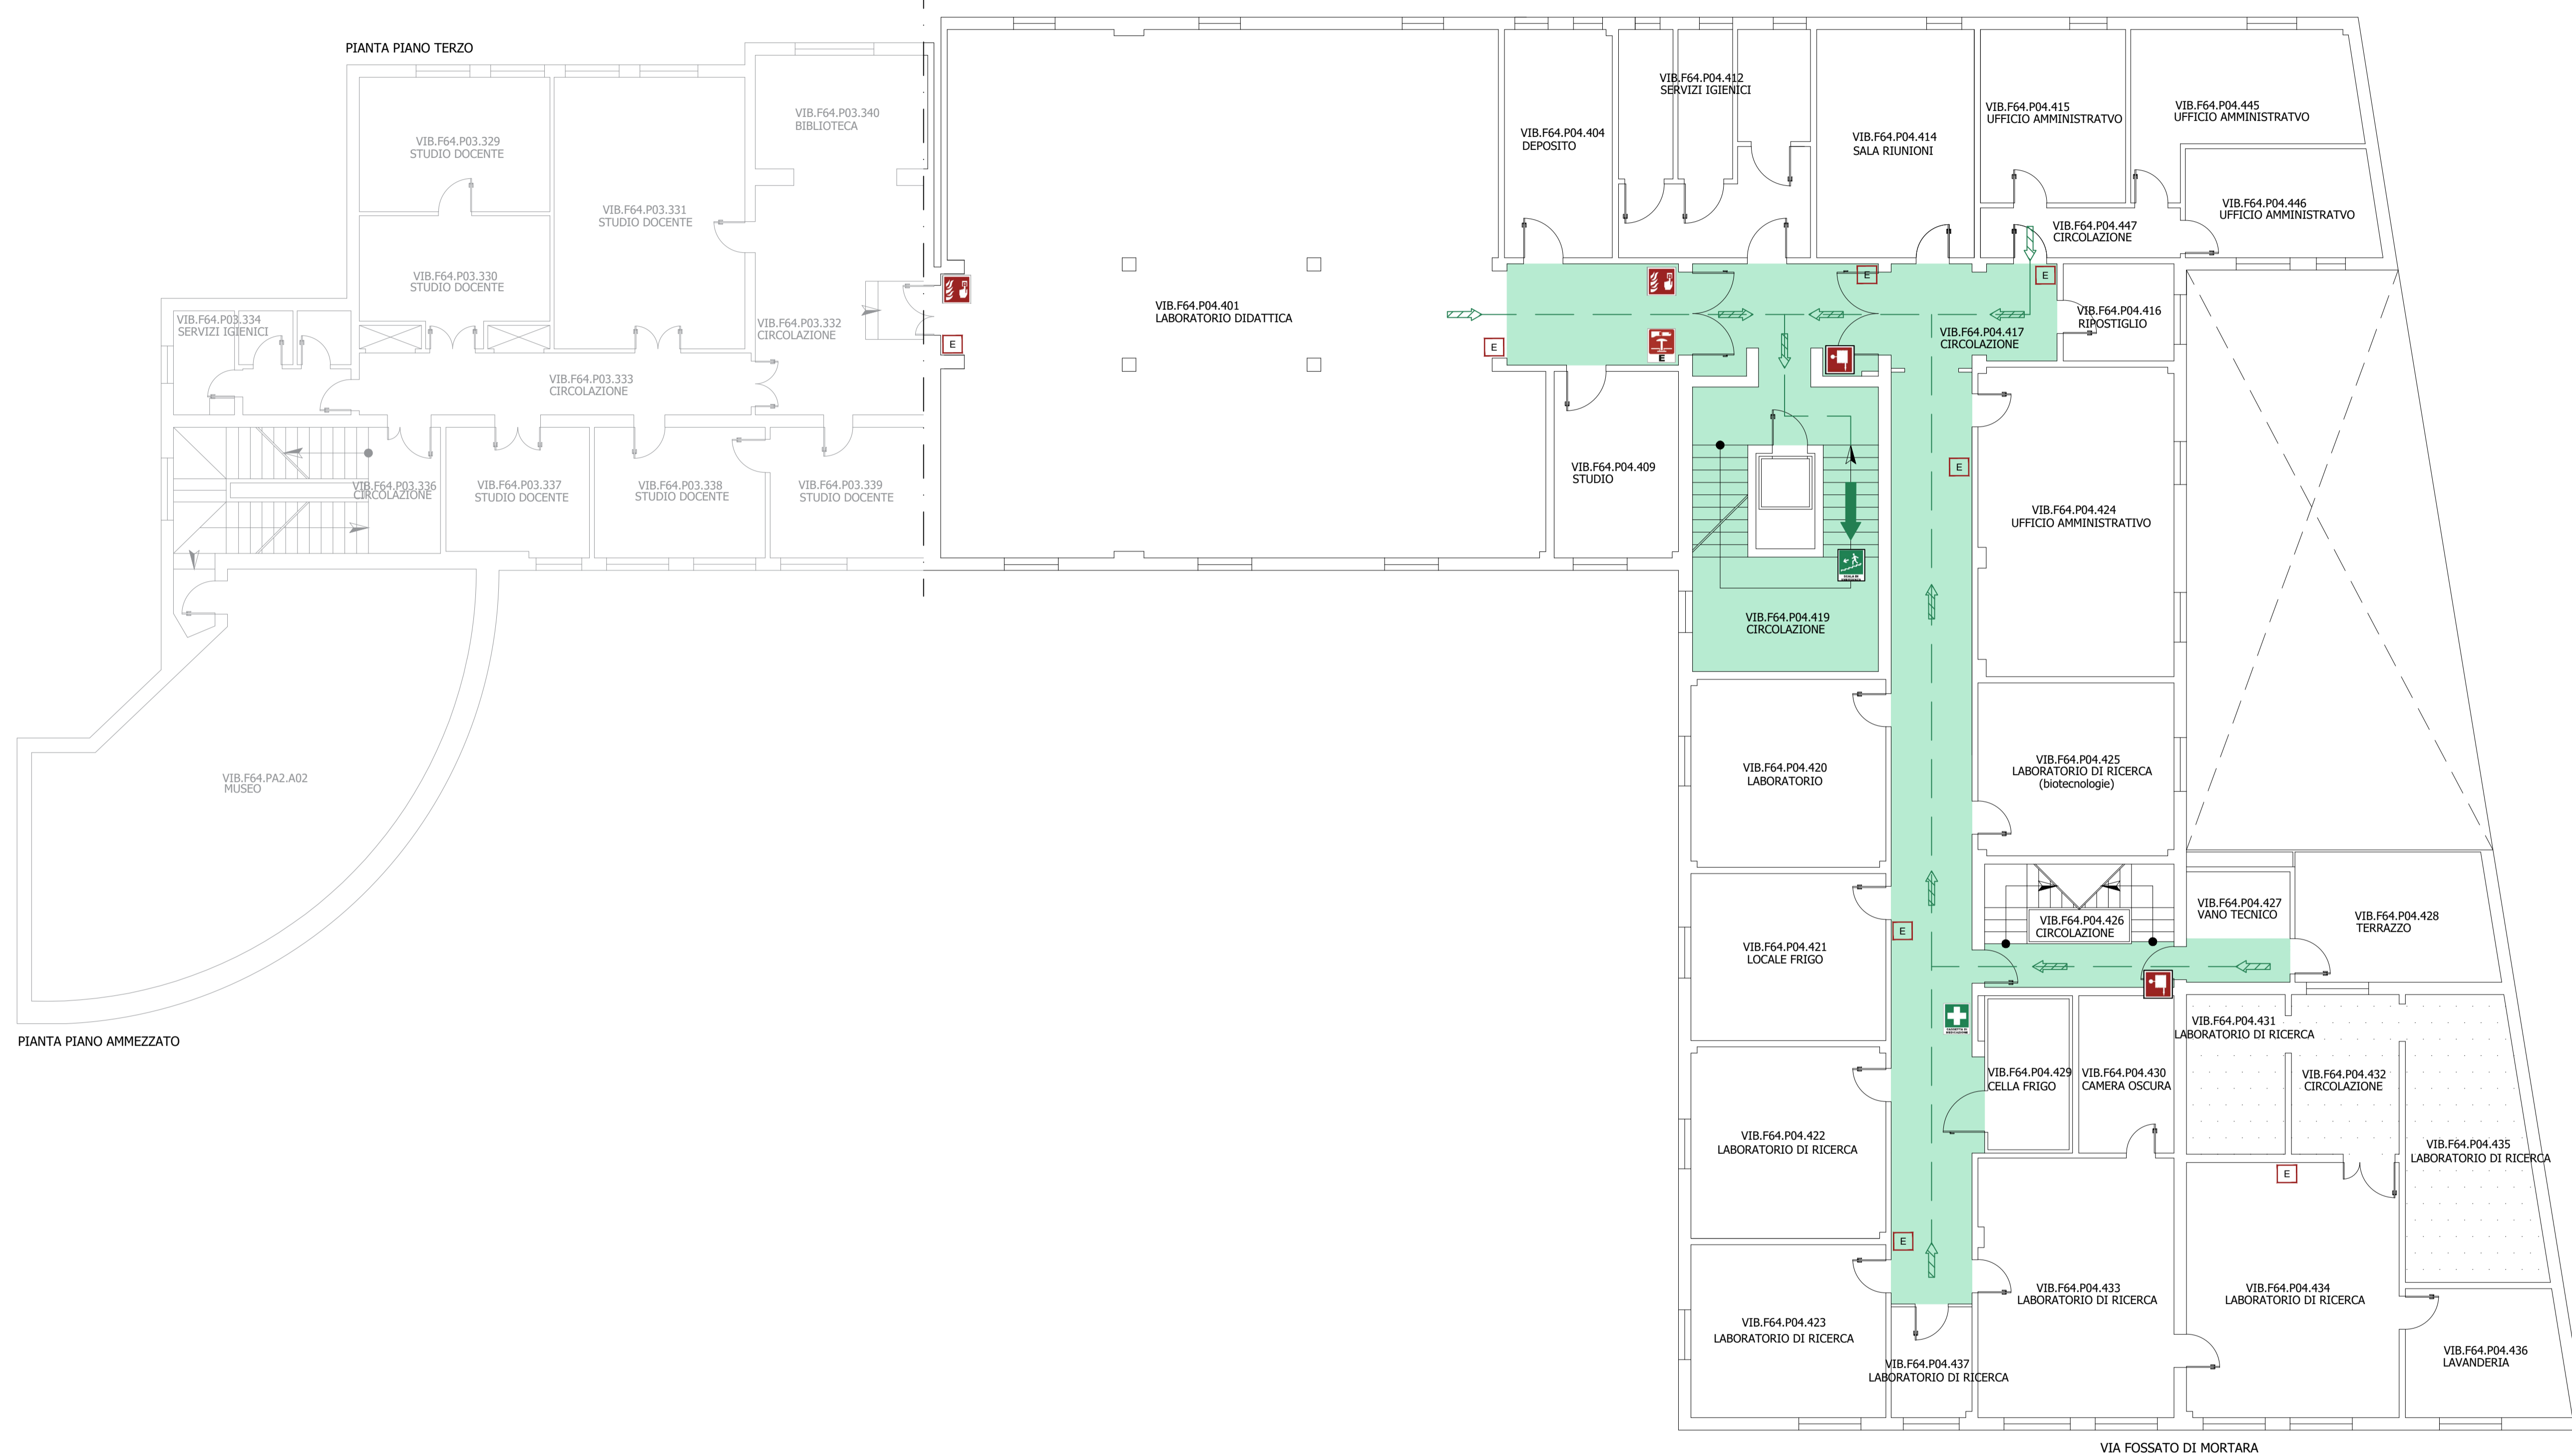 PIANTA PIANO TERZO
VIB.F64.P03.329
STUDIO DOCENTE
VIB.F64.P03.330
STUDIO DOCENTE
VIB.F64.P03.331
STUDIO DOCENTE
VIB.F64.P03.340
BIBLIOTECA
VIB.F64.P03.334
SERVIZI IGIENICI
VIB.F64.P03.332
CIRCOLAZIONE
VIB.F64.P03.333
CIRCOLAZIONE
VIB.F64.P03.336
CIRCOLAZIONE
VIB.F64.P03.337
STUDIO DOCENTE
VIB.F64.P03.338
STUDIO DOCENTE
VIB.F64.P03.339
STUDIO DOCENTE
VIB.F64.PA2.A02
MUSEO
PIANTA PIANO AMMEZZATO
VIB.F64.P04.401
LABORATORIO DIDATTICA
E
E
VIB.F64.P04.404
DEPOSITO
VIB.F64.P04.412
SERVIZI IGIENICI
VIB.F64.P04.414
SALA RIUNIONI
VIB.F64.P04.415
UFFICIO AMMINISTRATVO
VIB.F64.P04.445
UFFICIO AMMINISTRATVO
VIB.F64.P04.446
UFFICIO AMMINISTRATVO
VIB.F64.P04.447
CIRCOLAZIONE
E
E
E
VIB.F64.P04.416
RIPOSTIGLIO
VIB.F64.P04.417
CIRCOLAZIONE
VIB.F64.P04.409
STUDIO
E
VIB.F64.P04.424
UFFICIO AMMINISTRATIVO
VIB.F64.P04.419
CIRCOLAZIONE
VIB.F64.P04.420
LABORATORIO
VIB.F64.P04.425
LABORATORIO DI RICERCA
(biotecnologie)
VIB.F64.P04.421
LOCALE FRIGO
E
VIB.F64.P04.426
CIRCOLAZIONE
VIB.F64.P04.427
VANO TECNICO
VIB.F64.P04.428
TERRAZZO
VIB.F64.P04.431
LABORATORIO DI RICERCA
VIB.F64.P04.429
CELLA FRIGO
VIB.F64.P04.430
CAMERA OSCURA
VIB.F64.P04.432
CIRCOLAZIONE
VIB.F64.P04.422
LABORATORIO DI RICERCA
VIB.F64.P04.435
LABORATORIO DI RICERCA
E
E
VIB.F64.P04.433
LABORATORIO DI RICERCA
VIB.F64.P04.434
LABORATORIO DI RICERCA
VIB.F64.P04.423
LABORATORIO DI RICERCA
VIB.F64.P04.437
LABORATORIO DI RICERCA
VIB.F64.P04.436
LAVANDERIA
VIA FOSSATO DI MORTARA